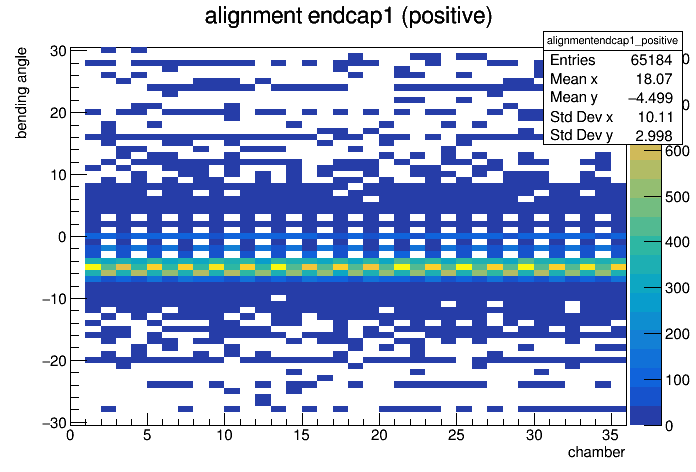 alignment endcap1 (positive)
alignmentendcap1_positive
Entries 65184
Mean x 18.07
Mean y −4.499
Std Dev x 10.11
Std Dev y 2.998
bending angle
30
20
10
0
−10
−20
−30
0 5 10 15 20 25 30 35
chamber
0
0
600
500
400
300
200
100
0